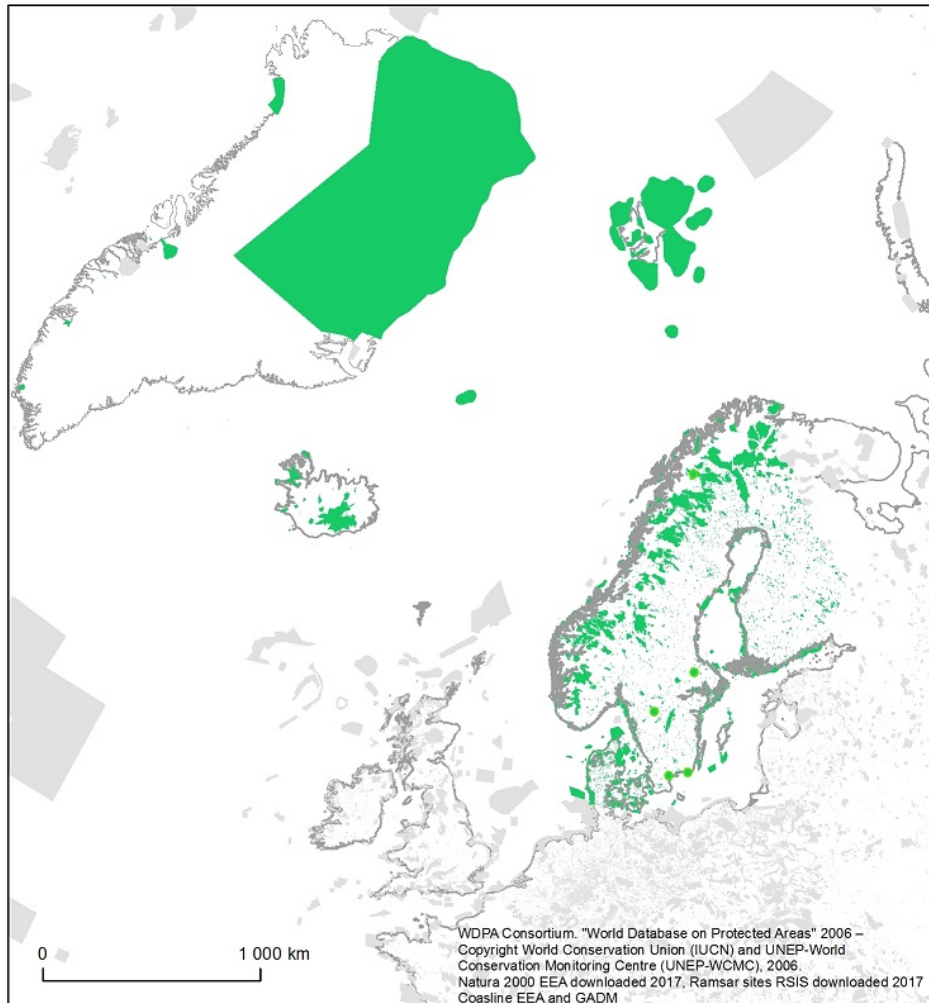 WDPA Consortium. "World Database on Protected Areas" 2006 –
Copyright World Conservation Union (IUCN) and UNEP-World
Conservation Monitoring Centre (UNEP-WCMC), 2006.
Natura 2000 EEA downloaded 2017, Ramsar sites RSIS downloaded 2017
Coasline EEA and GADM
0 1 000 km